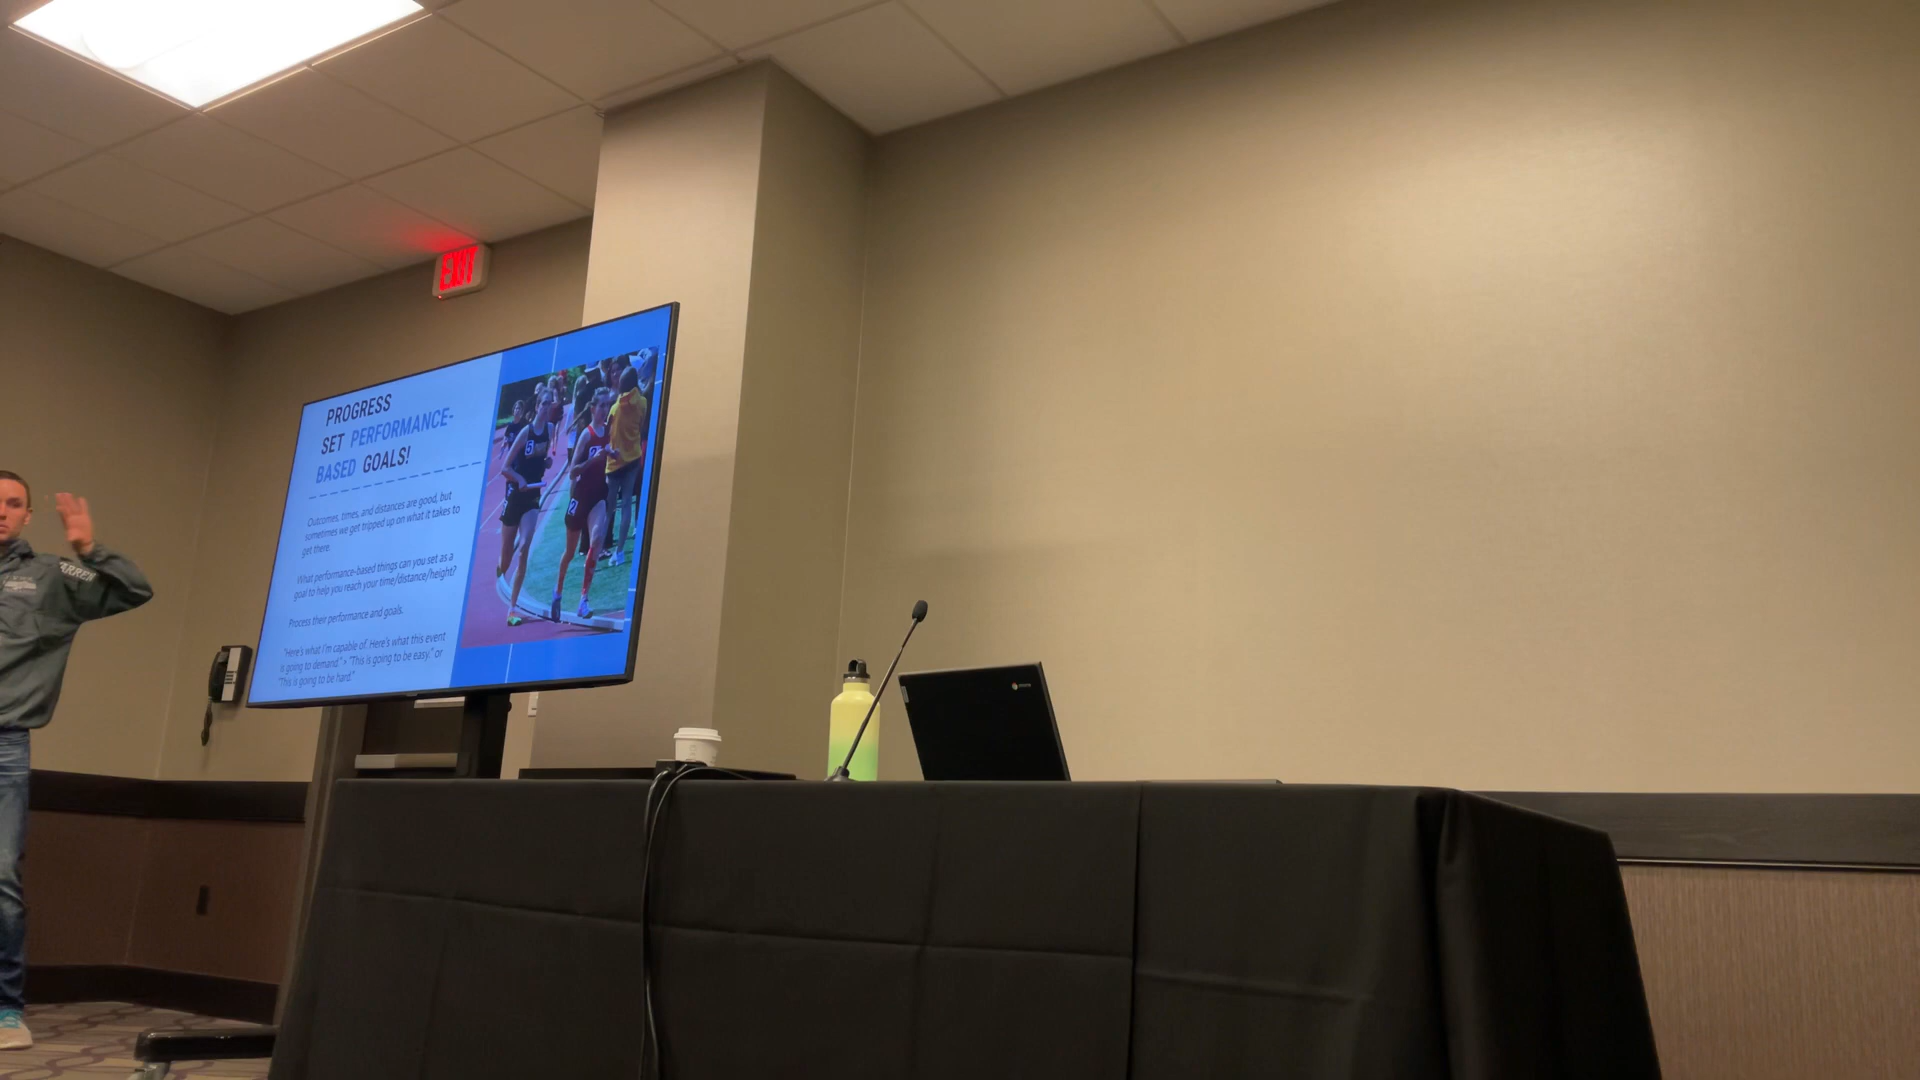 EXIT
PROGRESS
SET PERFORMANCE-
BASED GOALS!
Outcomes, times, and distances are good, but
sometimes we get tripped up on what it takes to
get there.
What performance-based things can you set as a
goal to help you reach your time/distance/height?
Process their performance and goals.
"Here's what I'm capable of. Here's what this event
is going to demand." > "This is going to be easy." or
"This is going to be hard."
5
2
2